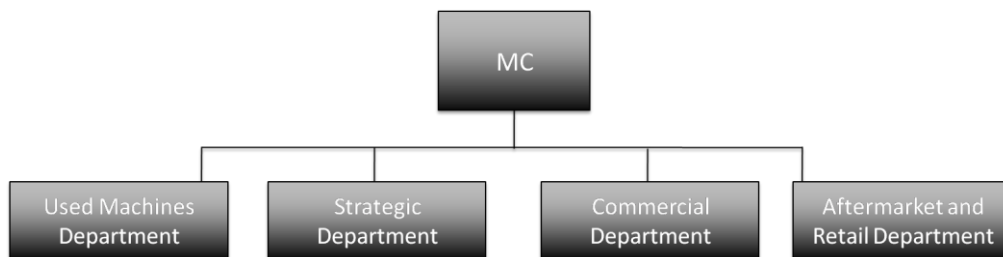 MC
Used Machines
Department
Strategic
Department
Commercial
Department
Aftermarket and
Retail Department